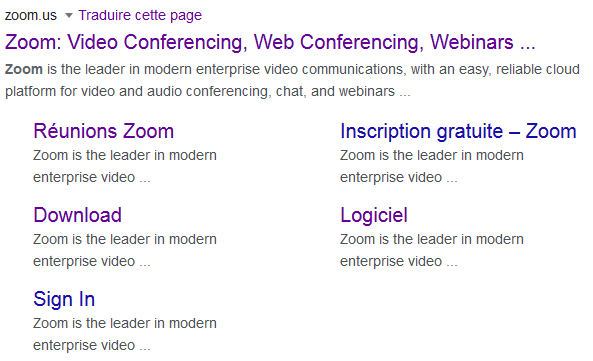 zoom.us ▼ Traduire cette page
Zoom: Video Conferencing, Web Conferencing, Webinars ...
Zoom is the leader in modern enterprise video communications, with an easy, reliable cloud
platform for video and audio conferencing, chat, and webinars ...
Réunions Zoom
Zoom is the leader in modern
enterprise video ...
Inscription gratuite – Zoom
Zoom is the leader in modern
enterprise video ...
Download
Zoom is the leader in modern
enterprise video ...
Logiciel
Zoom is the leader in modern
enterprise video ...
Sign In
Zoom is the leader in modern
enterprise video ...